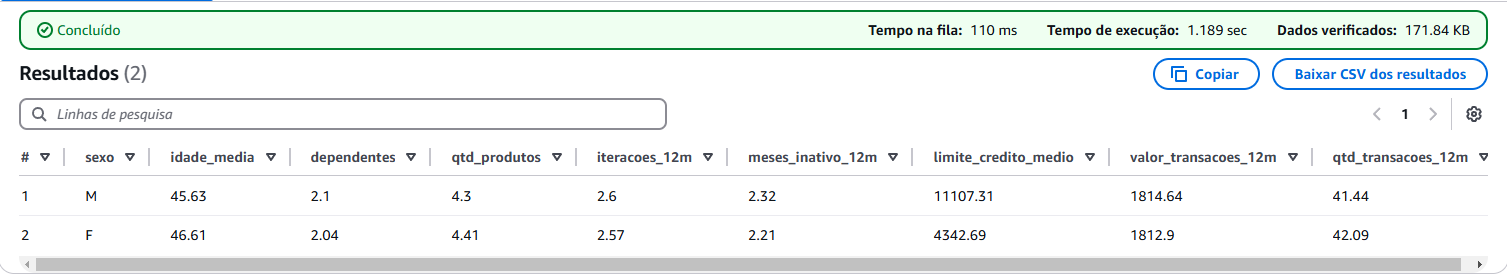 Concluído Tempo na fila: 110 ms Tempo de execução: 1.189 sec Dados verificados: 171.84 KB
Resultados (2) Copiar Baixar CSV dos resultados
Linhas de pesquisa 1
# sexo idade_media dependentes qtd_produtos iteracoes_12m meses_inativo_12m limite_credito_medio valor_transacoes_12m qtd_transacoes_12m
1 M 45.63 2.1 4.3 2.6 2.32 11107.31 1814.64 41.44
2 F 46.61 2.04 4.41 2.57 2.21 4342.69 1812.9 42.09